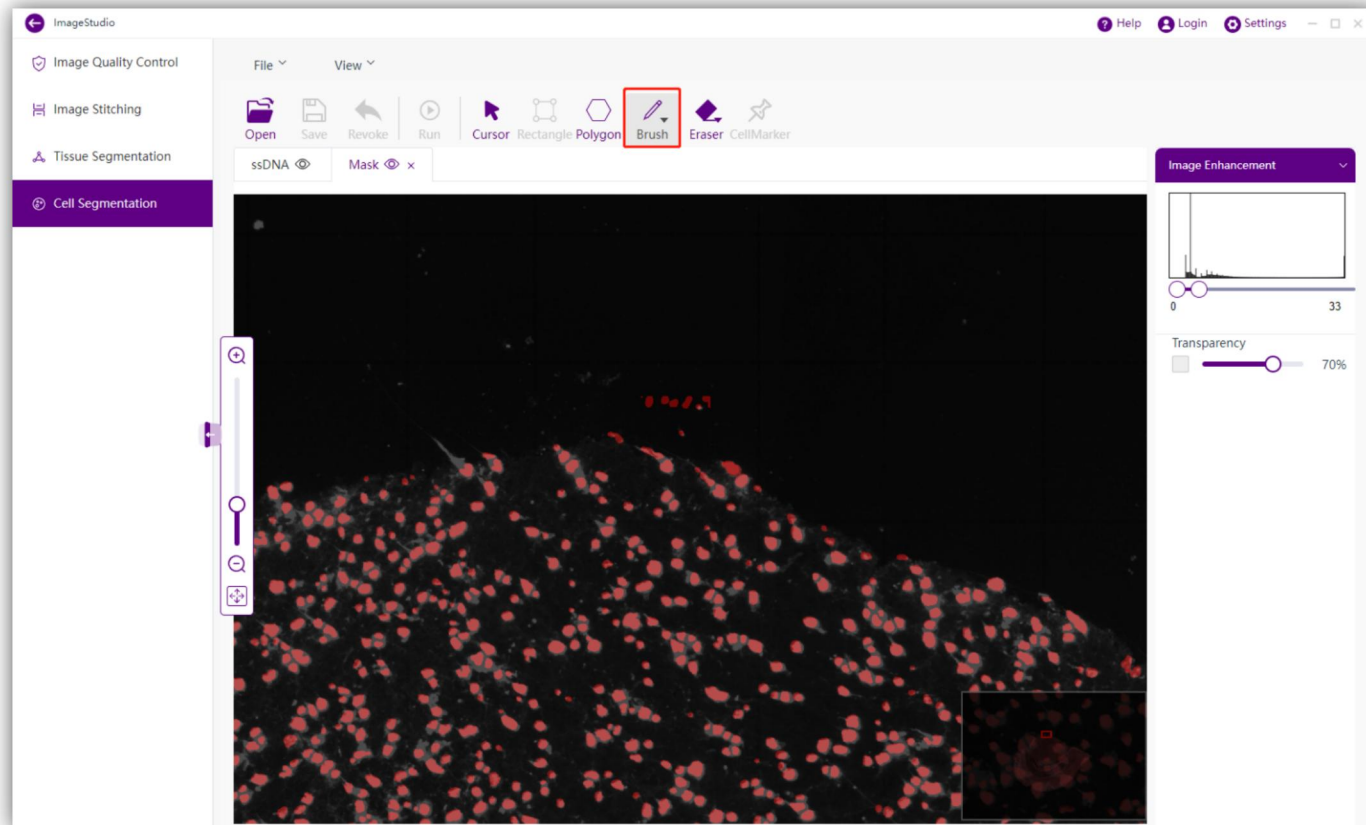 ImageStudio
Help Login Settings
Image Quality Control
Image Stitching
Tissue Segmentation
Cell Segmentation
File View
Open Save Revoke Run Cursor Rectangle Polygon Brush Eraser CellMarker
ssDNA Mask
Image Enhancement
0 33
Transparency
70%